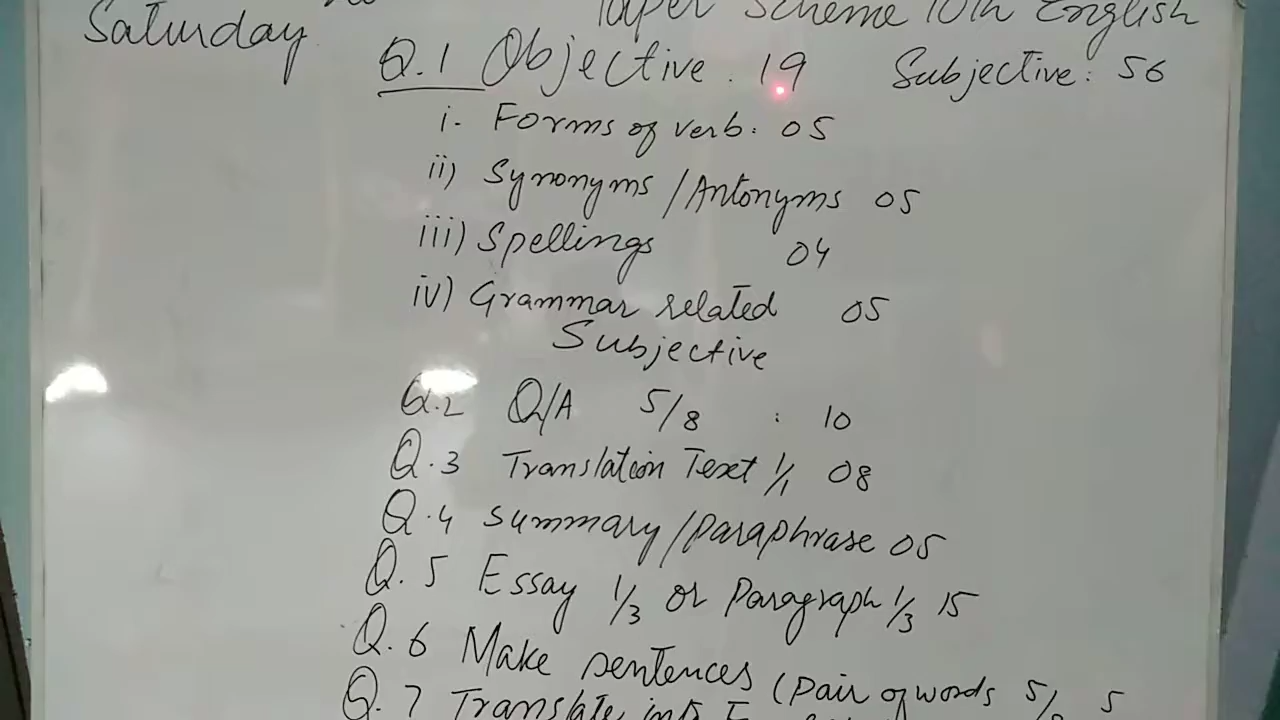 Paper Scheme 10th English
Saturday
Q.1 Objective. 19 Subjective: 56
i. Forms of verb. 05
ii) Synonyms / Antonyms 05
iii) Spellings 04
iv) Grammar related 05
Subjective
Q.2 Q/A 5/8 : 10
Q.3 Translation Text 1/1 08
Q.4 Summary/Paraphrase 05
Q.5 Essay 1/3 or Paragraph 1/3 15
Q.6 Make sentences (Pair of words 5/ 5
Q.7 Translate into